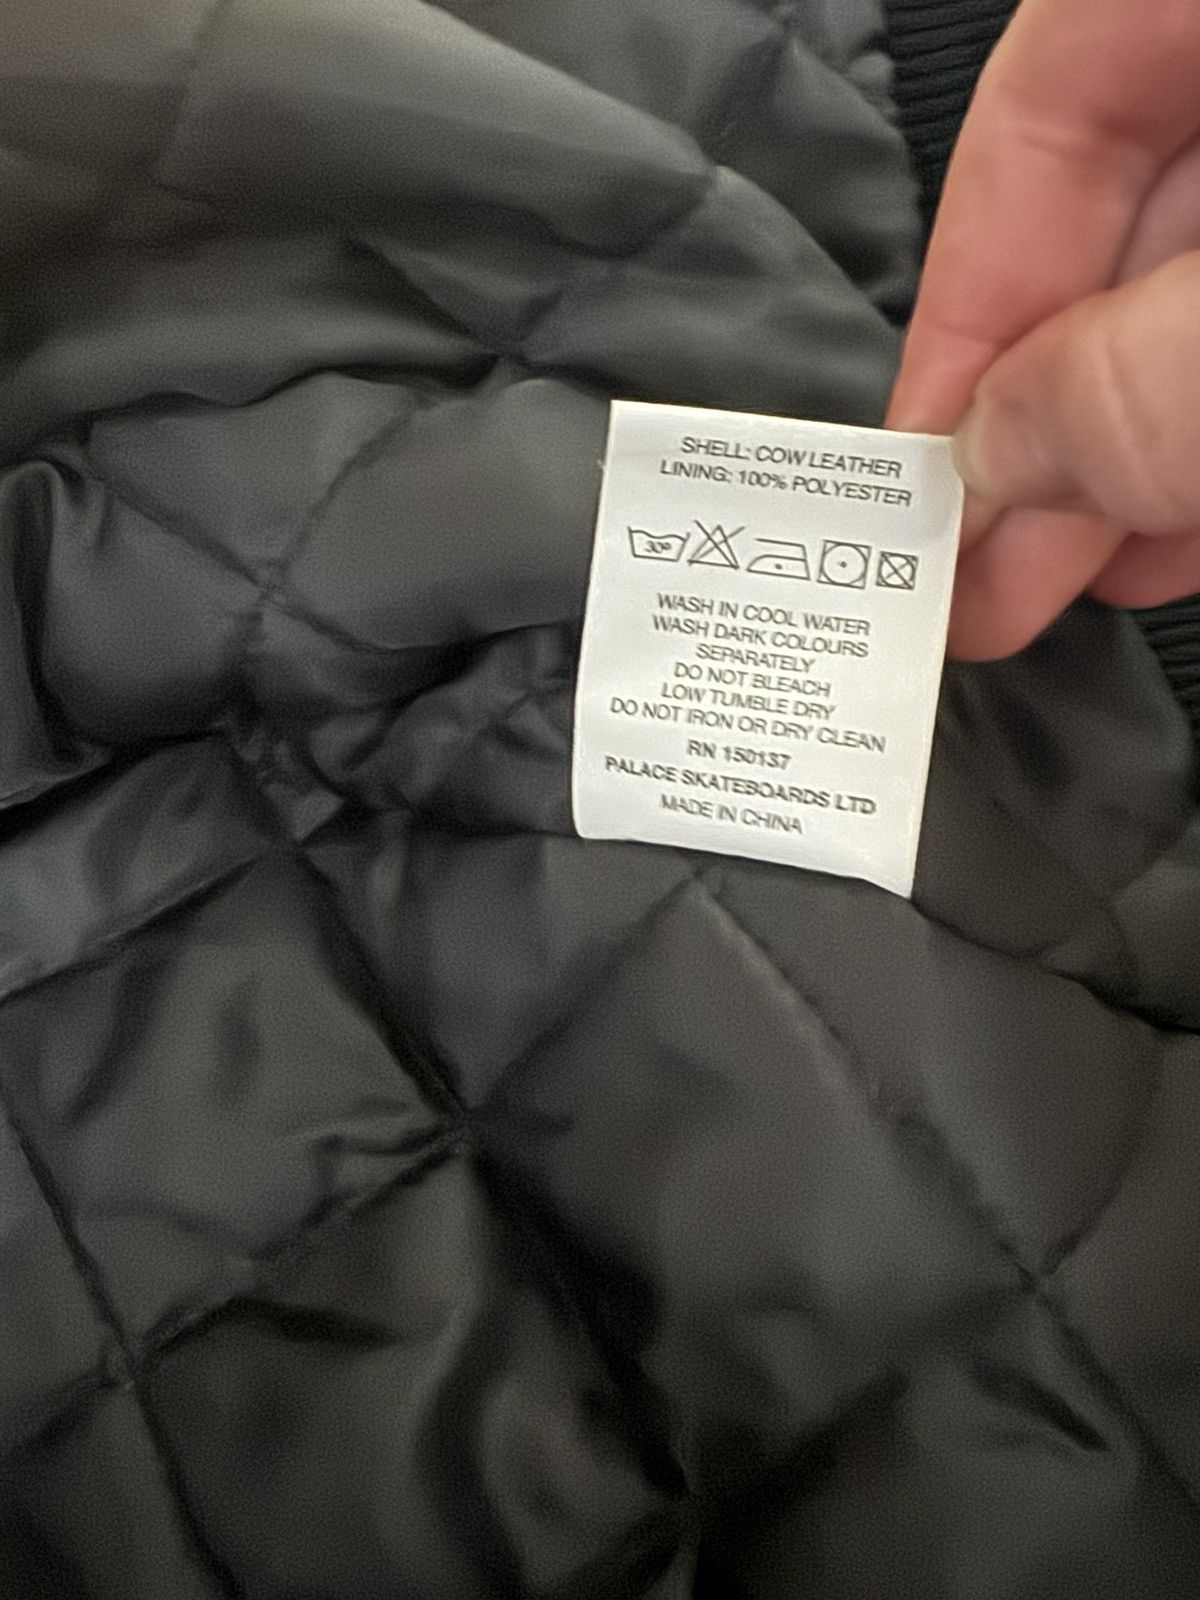 SHELL: COW LEATHER
LINING: 100% POLYESTER
30º
WASH IN COOL WATER
WASH DARK COLOURS
SEPARATELY
DO NOT BLEACH
LOW TUMBLE DRY
DO NOT IRON OR DRY CLEAN
RN 150137
PALACE SKATEBOARDS LTD
MADE IN CHINA